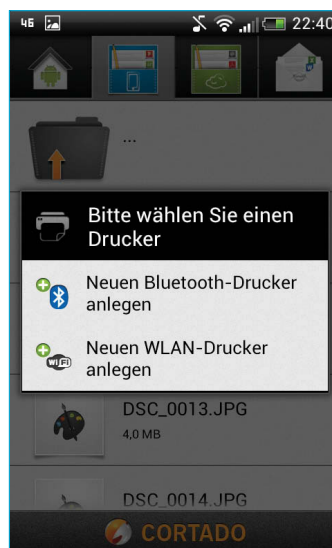 46
22:40
...
Bitte wählen Sie einen
Drucker
Neuen Bluetooth-Drucker
anlegen
Neuen WLAN-Drucker
anlegen
DSC_0013.JPG
4,0 MB
DSC_0014.JPG
CORTADO